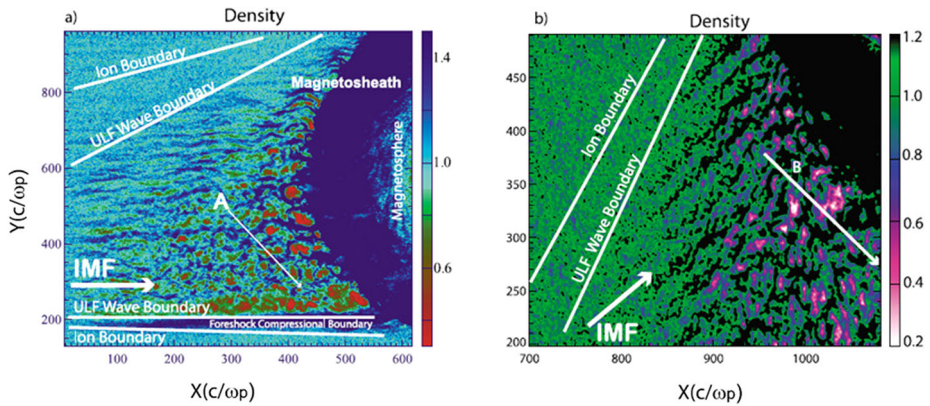 a)
Density
Ion Boundary
ULF Wave Boundary
Magnetosheath
Magnetosphere
A
IMF
ULF Wave Boundary
Foreshock Compressional Boundary
Ion Boundary
Y(c/ωp)
800
600
400
200
100 200 300 400 500 600
X(c/ωp)
1.4
1.0
0.6
b)
Density
Ion Boundary
ULF Wave Boundary
B
IMF
450
400
350
300
250
200
700 800 900 1000
X(c/ωp)
1.2
1.0
0.8
0.6
0.4
0.2